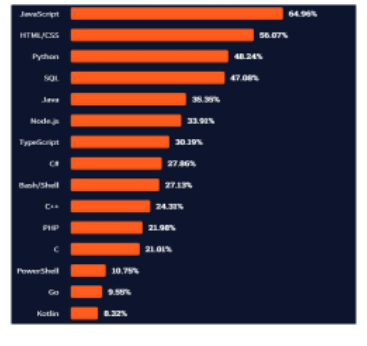 JavaScript 64.96%
HTML/CSS 56.07%
Python 48.24%
SQL 47.08%
Java 35.35%
Node.js 33.91%
TypeScript 30.19%
C# 27.86%
Bash/Shell 27.13%
C++ 24.31%
PHP 21.98%
C 21.01%
PowerShell 10.75%
Go 9.55%
Kotlin 8.32%